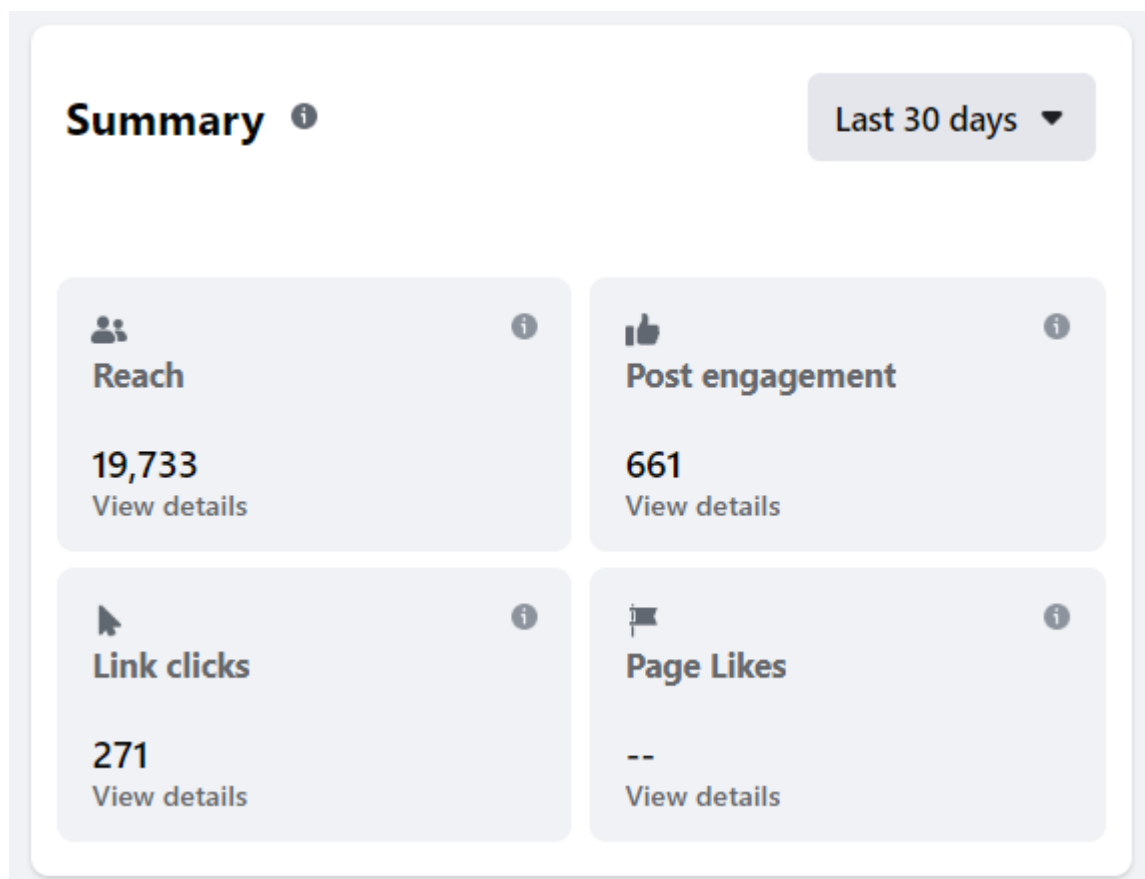 Summary
Last 30 days
Reach
19,733
View details
Post engagement
661
View details
Link clicks
271
View details
Page Likes
--
View details